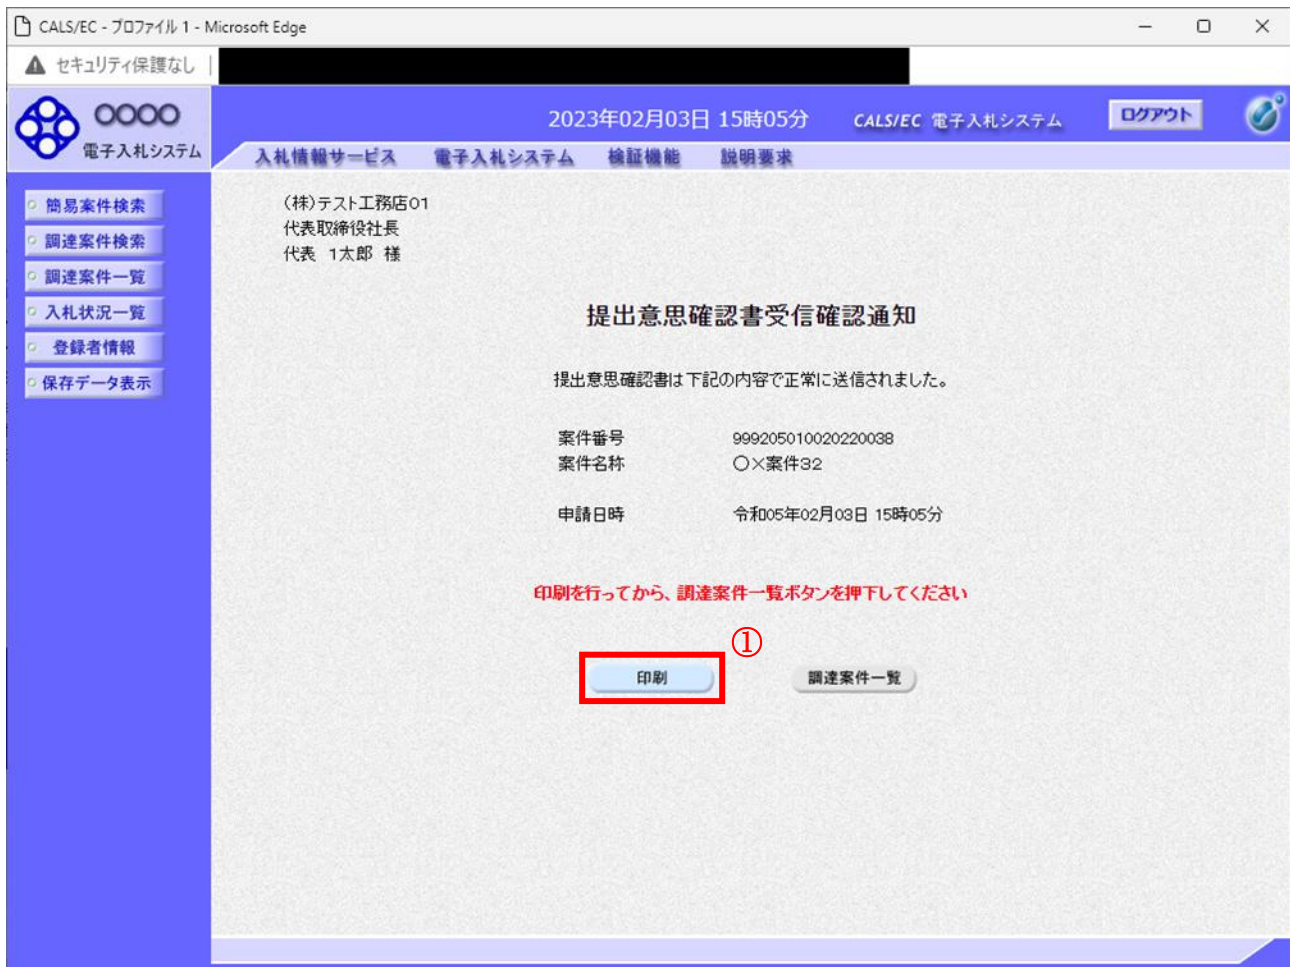 CALS/EC - プロファイル 1 - Microsoft Edge
セキュリティ保護なし
〇〇〇〇
電子入札システム
2023年02月03日 15時05分
CALS/EC 電子入札システム
ログアウト
入札情報サービス 電子入札システム 検証機能 説明要求
簡易案件検索
調達案件検索
調達案件一覧
入札状況一覧
登録者情報
保存データ表示
(株)テスト工務店01
代表取締役社長
代表 1太郎 様
提出意思確認書受信確認通知
提出意思確認書は下記の内容で正常に送信されました。
案件番号 999205010020220038
案件名称 〇×案件32
申請日時 令和05年02月03日 15時05分
印刷を行ってから、調達案件一覧ボタンを押下してください
①
印刷 調達案件一覧